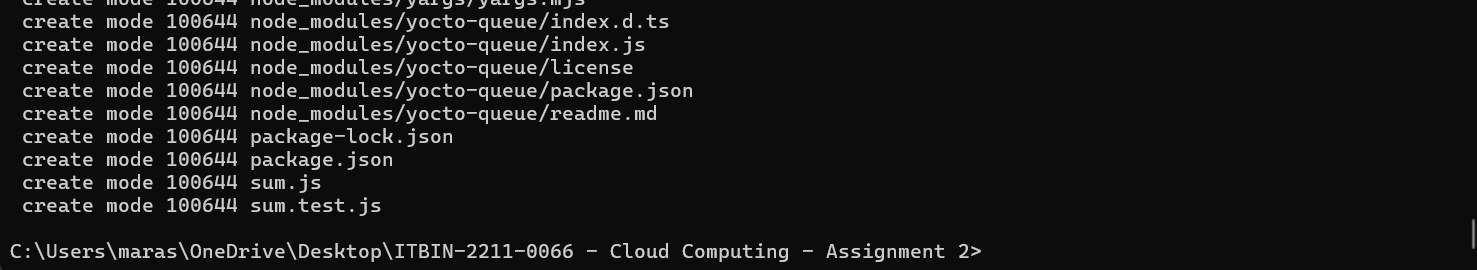 create mode 100644 node_modules/yargs/yargs.mjs
create mode 100644 node_modules/yocto-queue/index.d.ts
create mode 100644 node_modules/yocto-queue/index.js
create mode 100644 node_modules/yocto-queue/license
create mode 100644 node_modules/yocto-queue/package.json
create mode 100644 node_modules/yocto-queue/readme.md
create mode 100644 package-lock.json
create mode 100644 package.json
create mode 100644 sum.js
create mode 100644 sum.test.js
C:\Users\maras\OneDrive\Desktop\ITBIN-2211-0066 - Cloud Computing - Assignment 2>